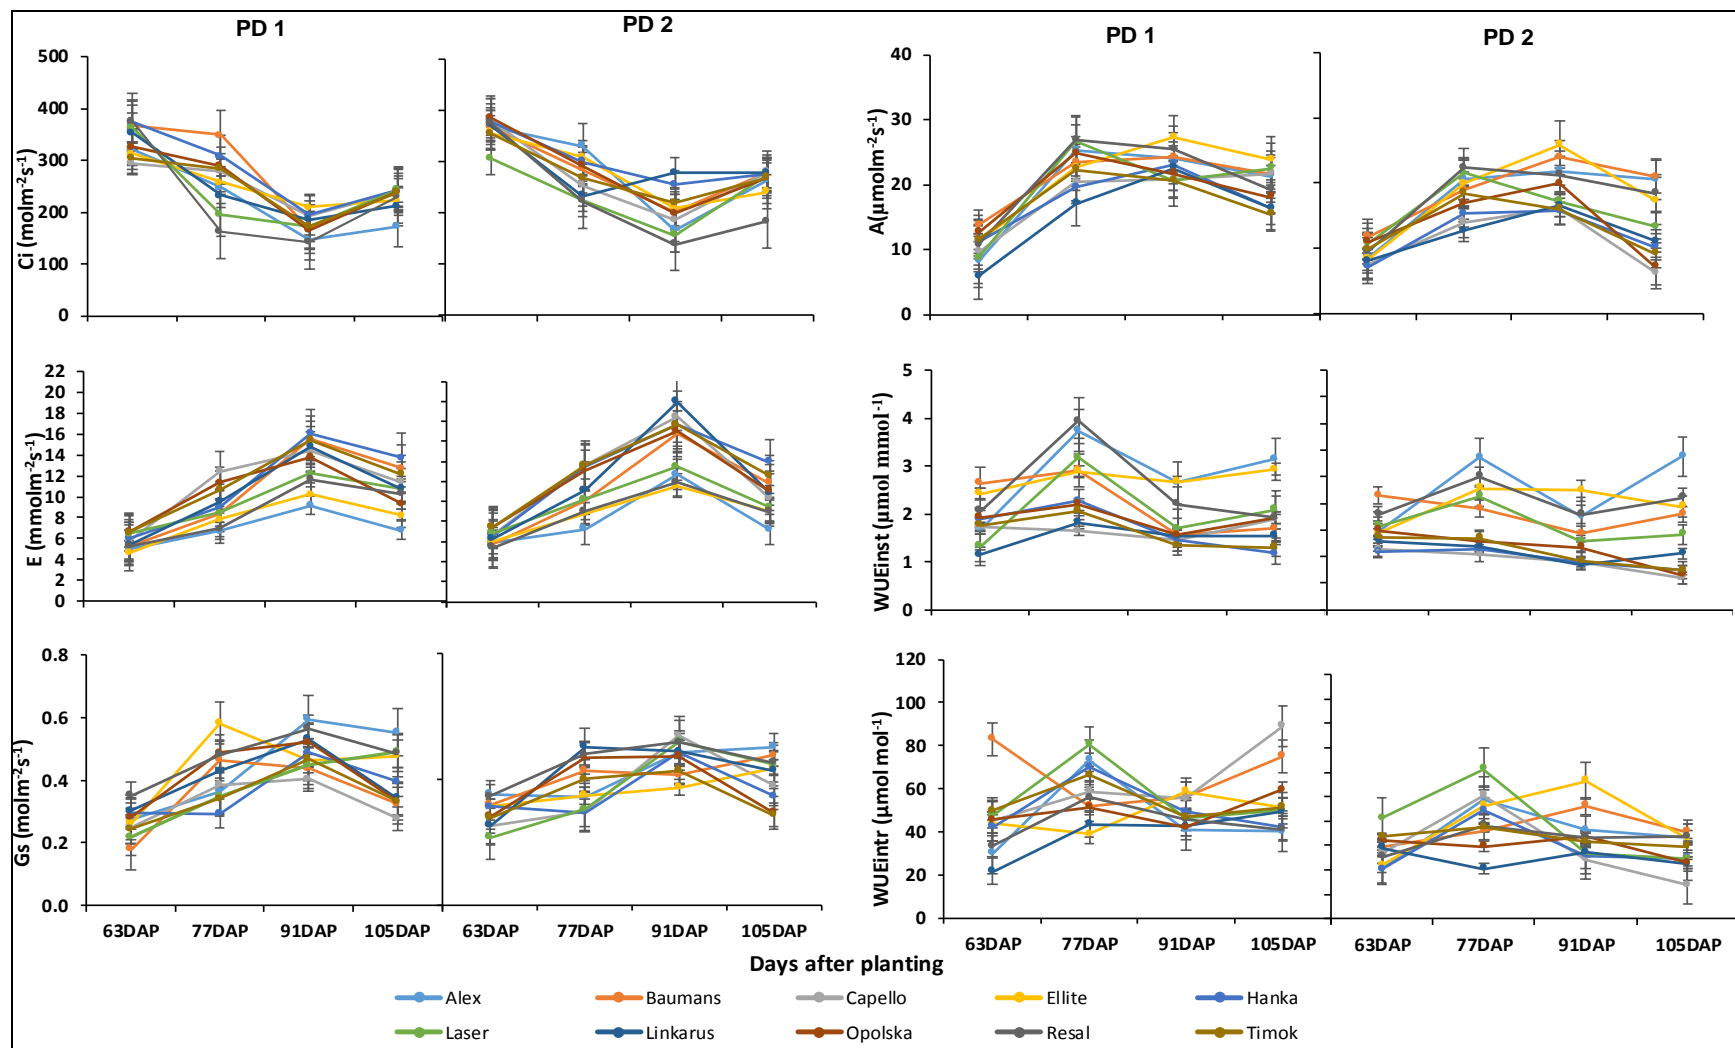 PD 1
PD 2
PD 1
PD 2
500
400
300
200
100
0
Ci (molm-2s-1)
40
30
20
10
0
A(µmolm-2s-1)
22
20
18
16
14
12
10
8
6
4
2
0
E (mmolm-2s-1)
5
4
3
2
1
0
WUEinst (µmol mmol-1)
0.8
0.6
0.4
0.2
0.0
Gs (molm-2s-1)
120
100
80
60
40
20
0
WUEintr (µmol mol-1)
63DAP 77DAP 91DAP 105DAP
63DAP 77DAP 91DAP 105DAP
63DAP 77DAP 91DAP 105DAP
63DAP 77DAP 91DAP 105DAP
Days after planting
Alex Baumans Capello Ellite Hanka
Laser Linkarus Opolska Resal Timok